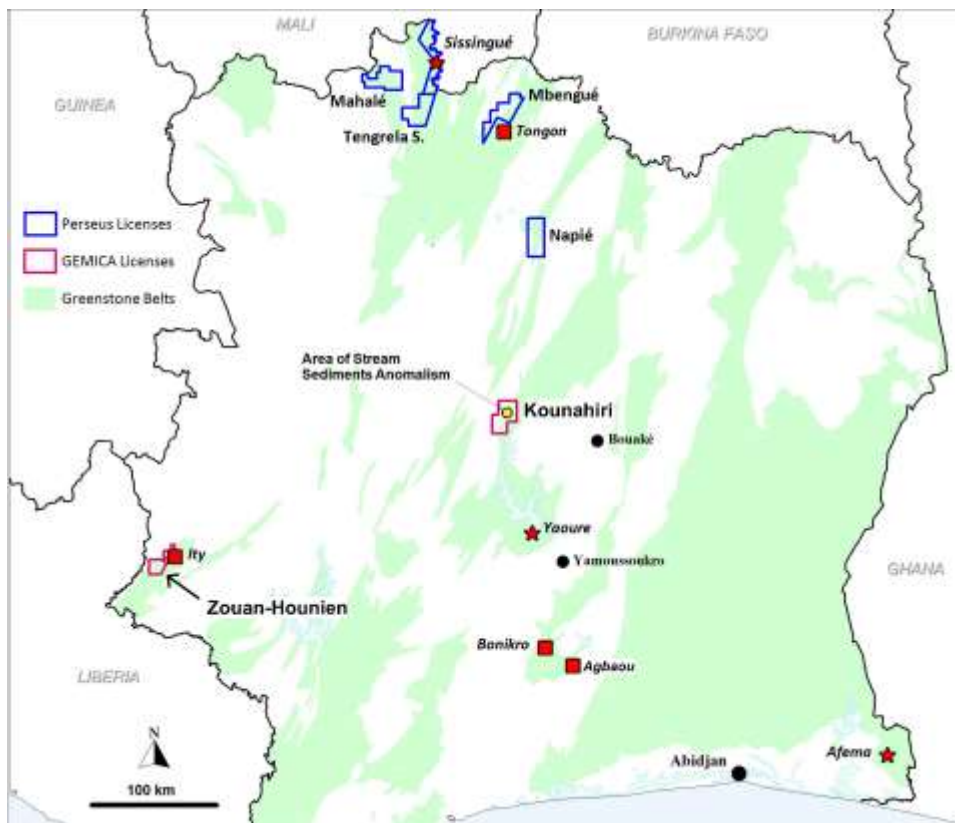 MALI
BURKINA FASO
Sissingué
GUINEA
Mahalé
Mbengué
Tengrela S.
Tongon
Perseus Licenses
Napié
GEMICA Licenses
Greenstone Belts
Area of Stream
Sediments Anomalism
Kounahiri
Bouaké
Yaoure
Ity
Yamoussoukro
GHANA
Zouan-Hounien
Bonikro
Agbaou
LIBERIA
N
Afema
Abidjan
100 km